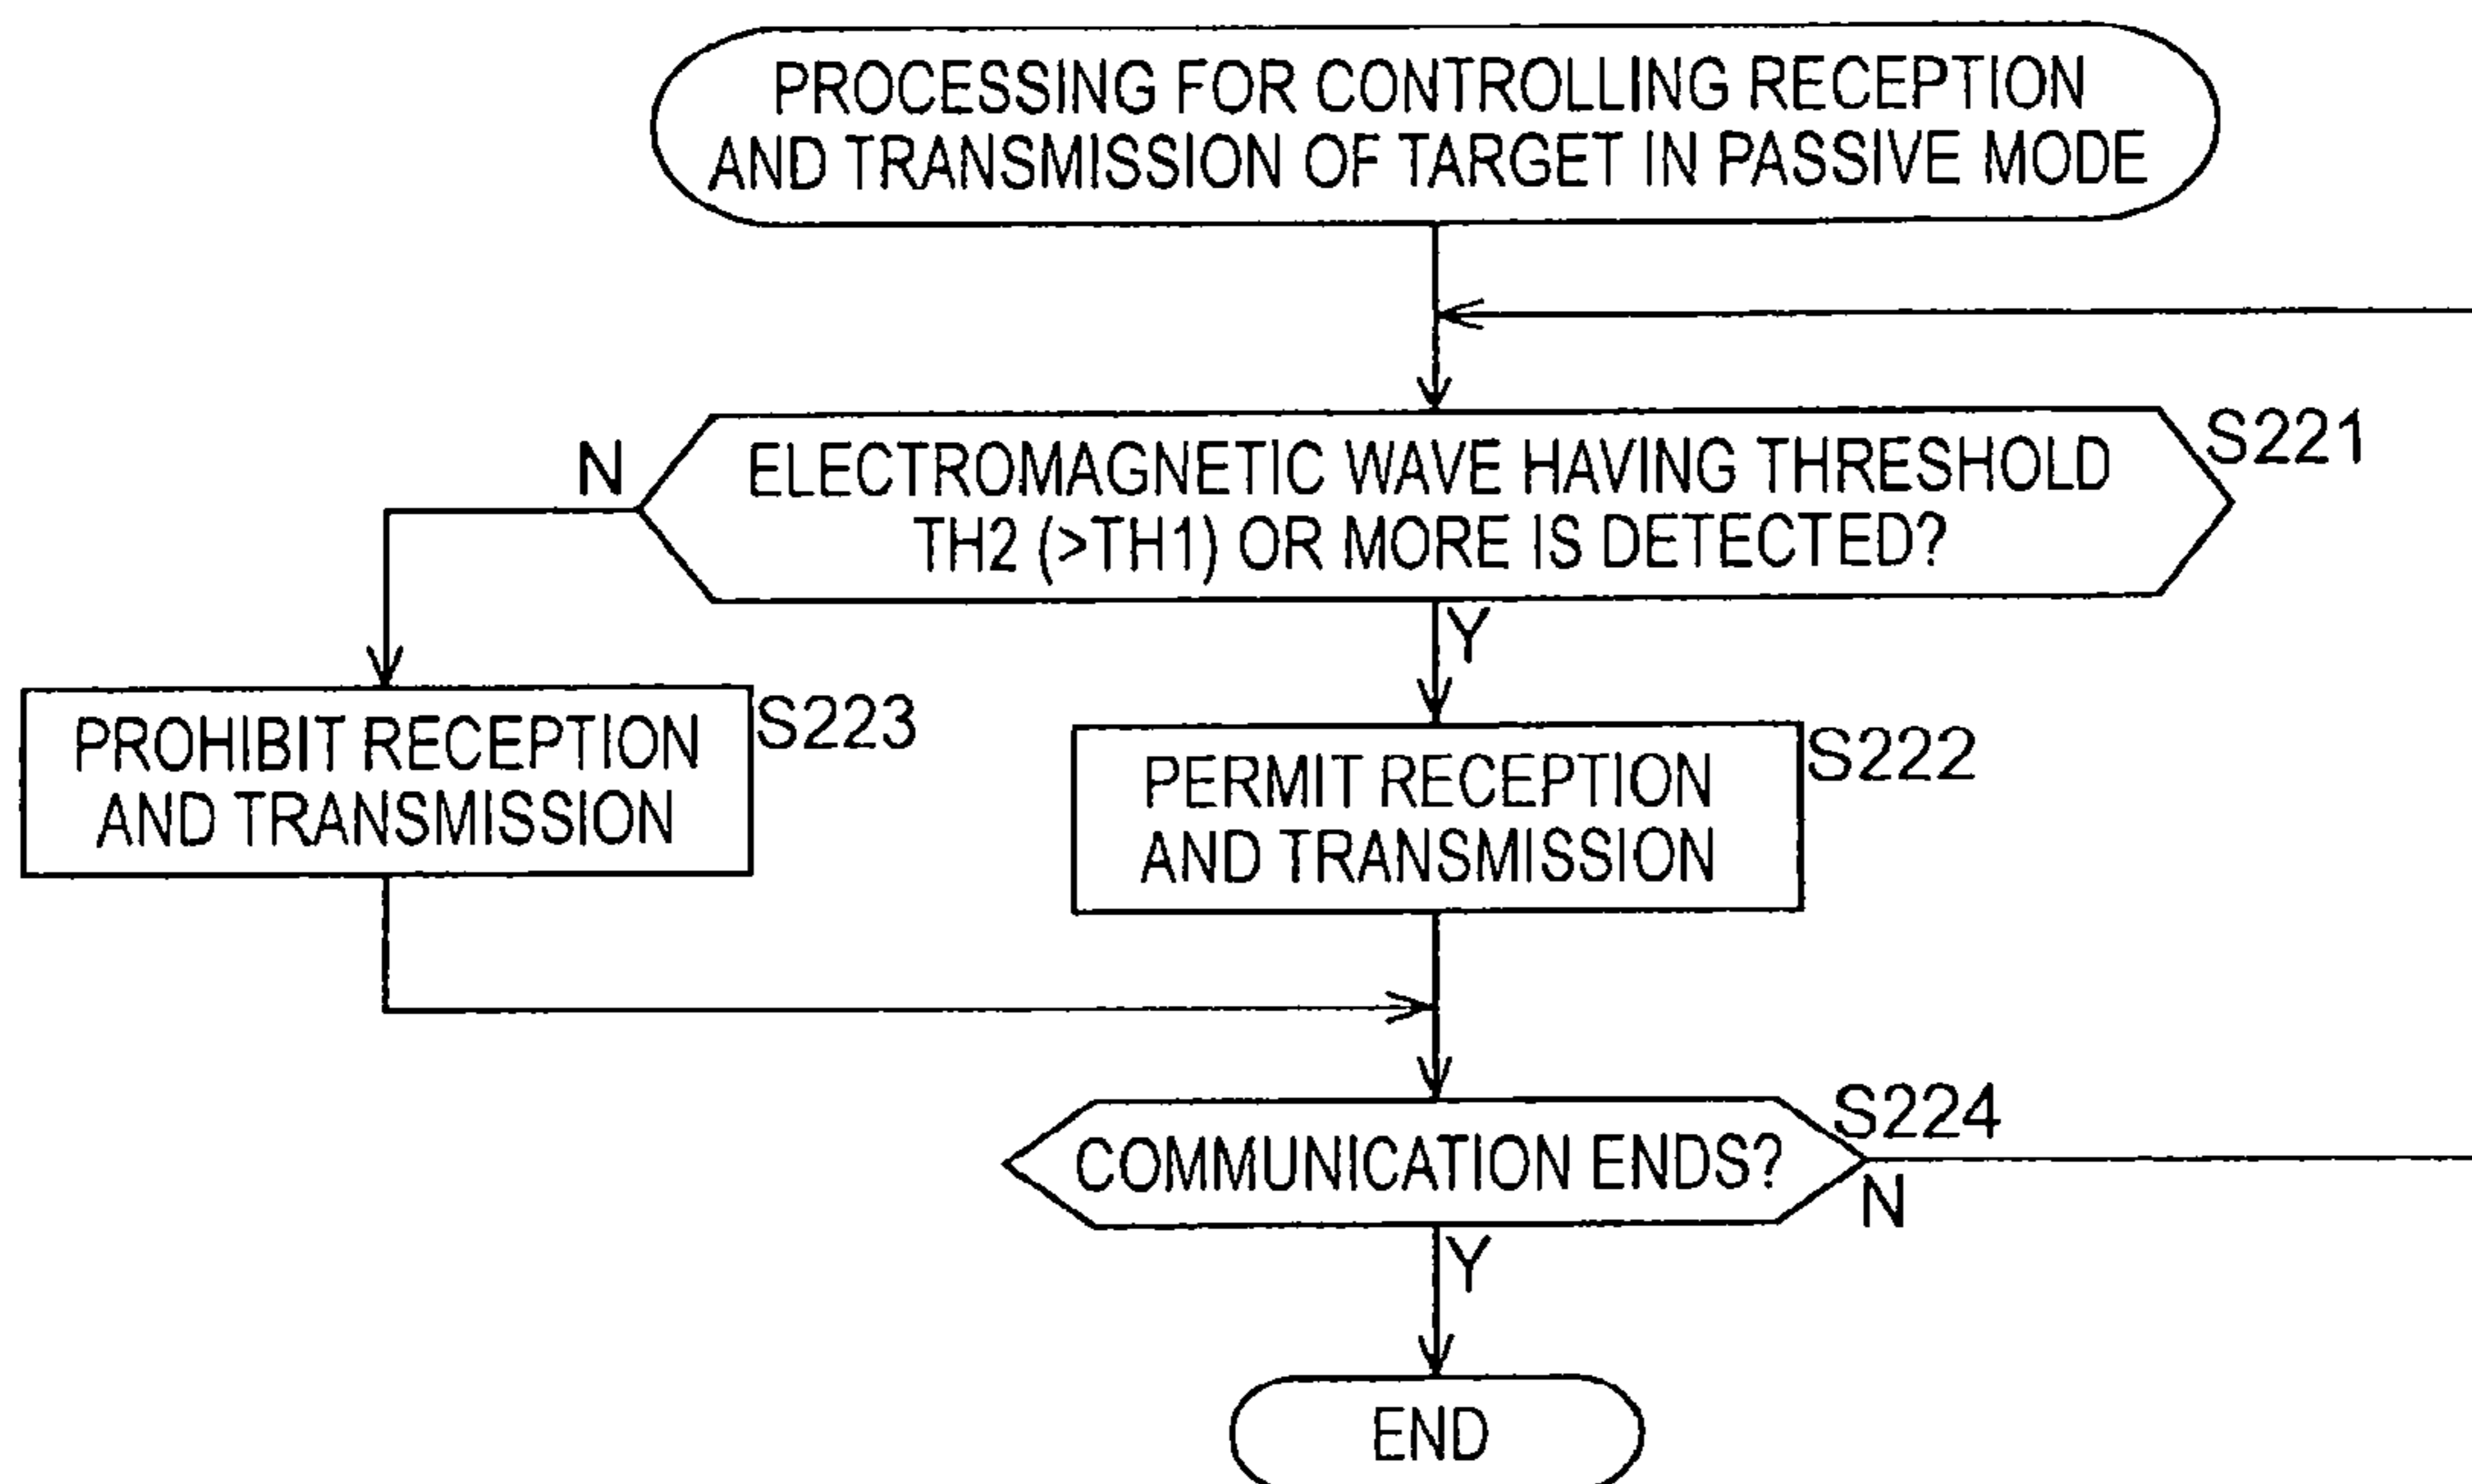 PROCESSING FOR CONTROLLING RECEPTION
AND TRANSMISSION OF TARGET IN PASSIVE MODE
S221
N
ELECTROMAGNETIC WAVE HAVING THRESHOLD
TH2 (>TH1) OR MORE IS DETECTED?
Y
S223
PROHIBIT RECEPTION
AND TRANSMISSION
S222
PERMIT RECEPTION
AND TRANSMISSION
S224
COMMUNICATION ENDS?
N
Y
END